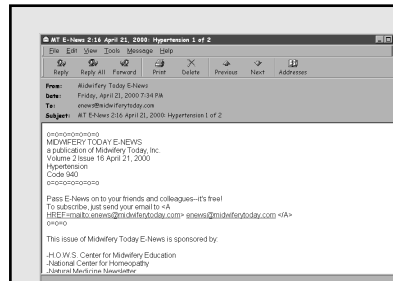 MT E-News 2:16 April 21, 2000: Hypertension 1 of 2
File Edit View Tools Message Help
Reply Reply All Forward Print Delete Previous Next Addresses
From: Midwifery Today E-News
Date: Friday, April 21, 2000 7:34 PM
To: enews@midwiferytoday.com
Subject: MT E-News 2:16 April 21, 2000: Hypertension 1 of 2
o=o=o=o=o=o=o
MIDWIFERY TODAY E-NEWS
a publication of Midwifery Today, Inc.
Volume 2 Issue 16 April 21, 2000
Hypertension
Code 940
o=o=o=o=o=o=o
Pass E-News on to your friends and colleagues--it's free!
To subscribe, just send your email to <A
HREF=mailto:enews@midwiferytoday.com> enews@midwiferytoday.com </A>
o=o=o
This issue of Midwifery Today E-News is sponsored by:
-H.O.W.S. Center for Midwifery Education
-National Center for Homeopathy
-Natural Medicine Newsletter